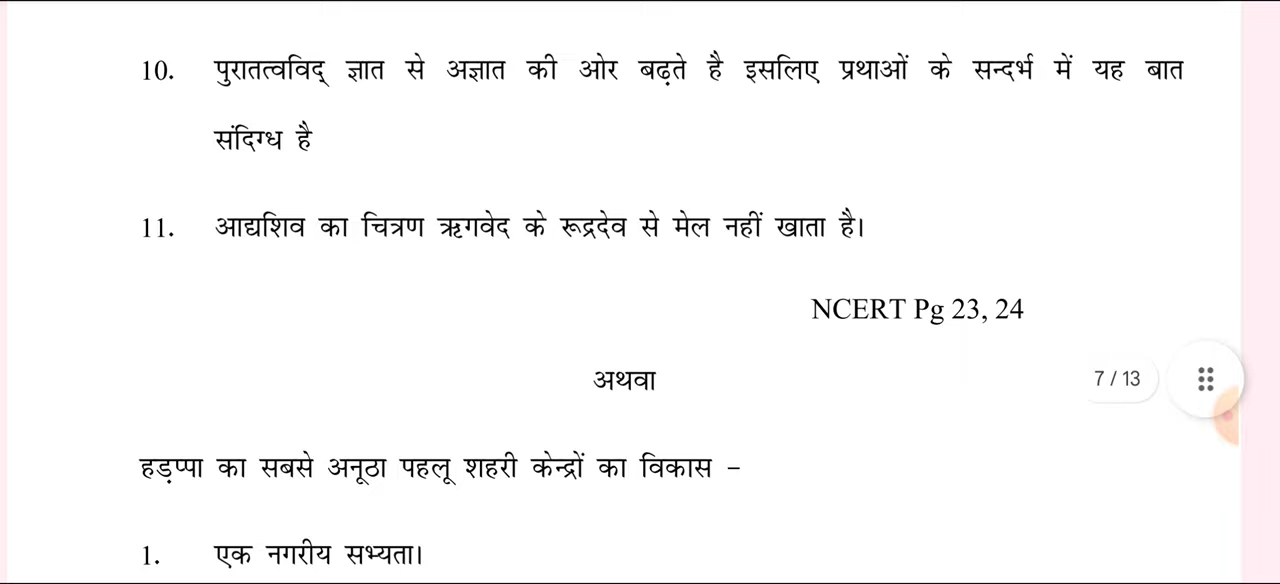 10. पुरातत्वविद् ज्ञात से अज्ञात की ओर बढ़ते है इसलिए प्रथाओं के सन्दर्भ में यह बात
संदिग्ध है
11. आद्यशिव का चित्रण ऋगवेद के रूद्रदेव से मेल नहीं खाता है।
NCERT Pg 23, 24
अथवा
7 / 13
हड़प्पा का सबसे अनूठा पहलू शहरी केन्द्रों का विकास –
1. एक नगरीय सभ्यता।